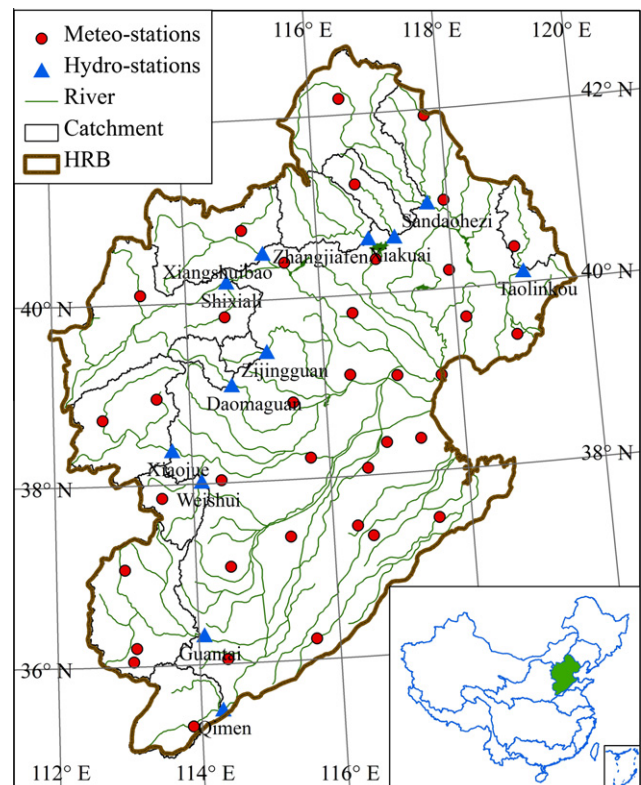 116° E
118° E
120° E
Meteo-stations
Hydro-stations
River
Catchment
HRB
42° N
Sandaohezi
Zhangjiafen
Xiakuai
Xiangshuibao
Taolinkou
40° N
40° N
Shixiali
Zijingguan
Daomaguan
38° N
Xiaojue
38° N
Weishui
Guantai
36° N
Qimen
112° E
114° E
116° E